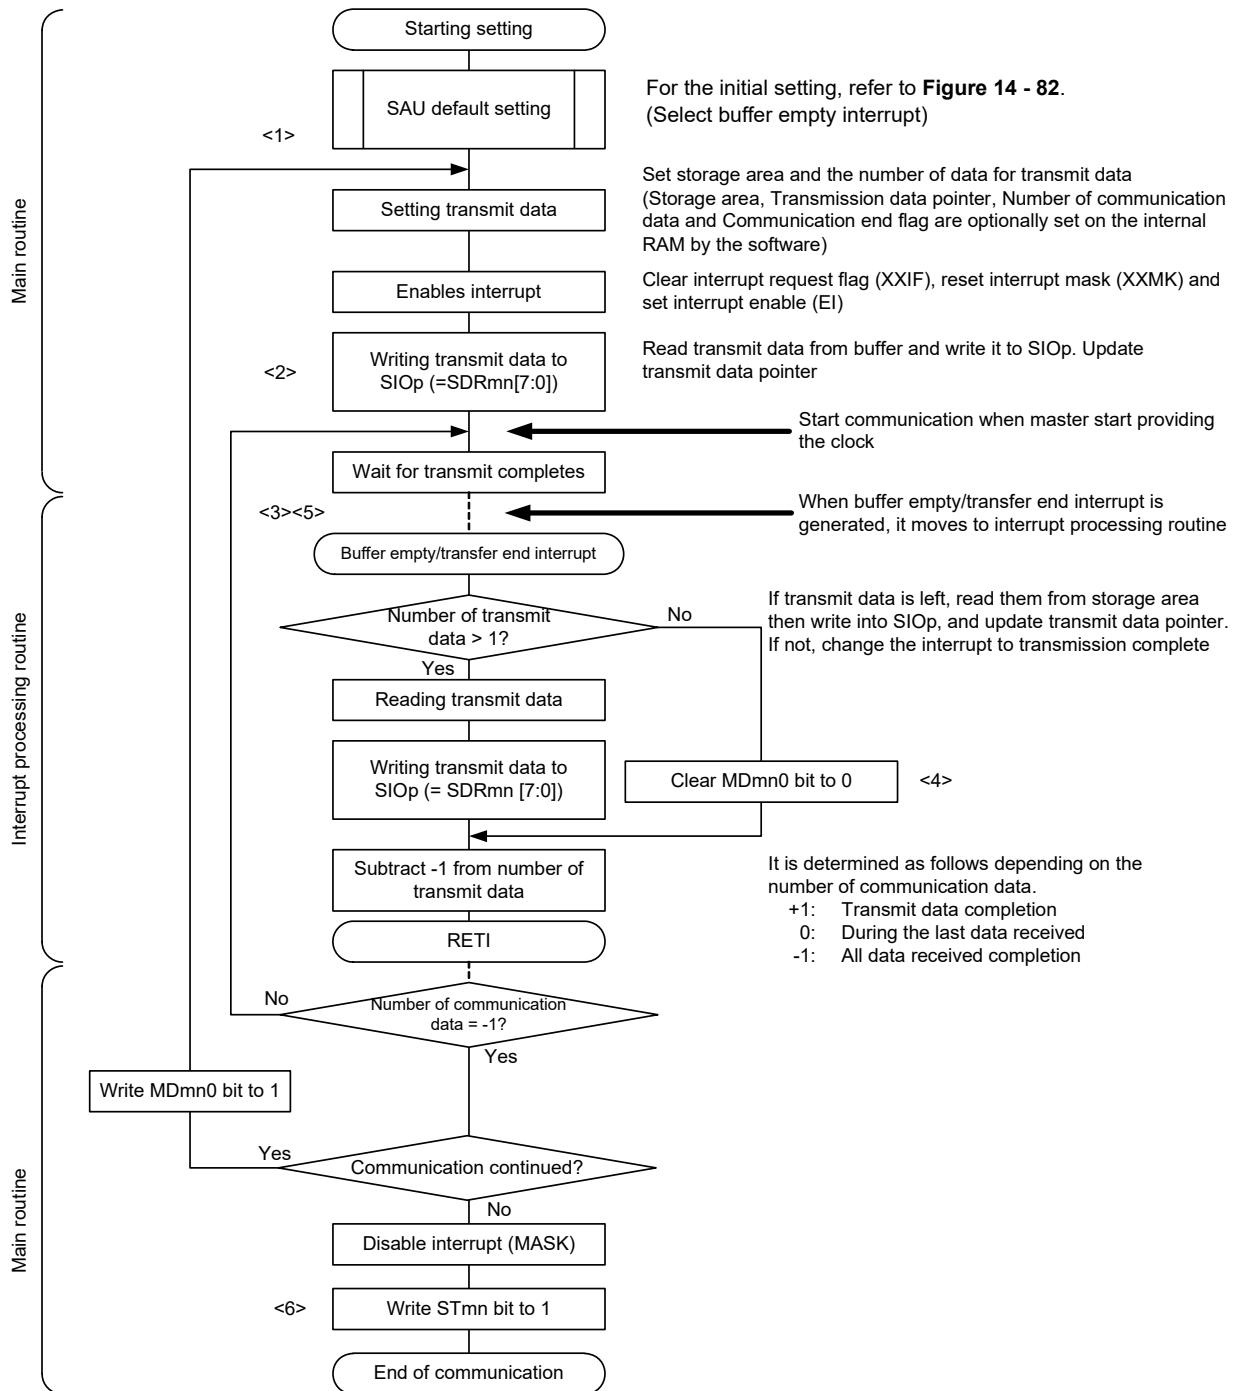 Starting setting
SAU default setting
For the initial setting, refer to Figure 14 - 82.
(Select buffer empty interrupt)
<1>
Main routine
Setting transmit data
Set storage area and the number of data for transmit data
(Storage area, Transmission data pointer, Number of communication
data and Communication end flag are optionally set on the internal
RAM by the software)
Enables interrupt
Clear interrupt request flag (XXIF), reset interrupt mask (XXMK) and
set interrupt enable (EI)
<2>
Writing transmit data to
SIOp (=SDRmn[7:0])
Read transmit data from buffer and write it to SIOp. Update
transmit data pointer
Start communication when master start providing
the clock
Wait for transmit completes
<3><5>
When buffer empty/transfer end interrupt is
generated, it moves to interrupt processing routine
Interrupt processing routine
Buffer empty/transfer end interrupt
Number of transmit
data > 1?
No
Yes
If transmit data is left, read them from storage area
then write into SIOp, and update transmit data pointer.
If not, change the interrupt to transmission complete
Reading transmit data
Writing transmit data to
SIOp (= SDRmn [7:0])
Clear MDmn0 bit to 0
<4>
Subtract -1 from number of
transmit data
It is determined as follows depending on the
number of communication data.
+1: Transmit data completion
0: During the last data received
-1: All data received completion
RETI
Main routine
No
Number of communication
data = -1?
Yes
Write MDmn0 bit to 1
Yes
Communication continued?
No
Disable interrupt (MASK)
<6>
Write STmn bit to 1
End of communication